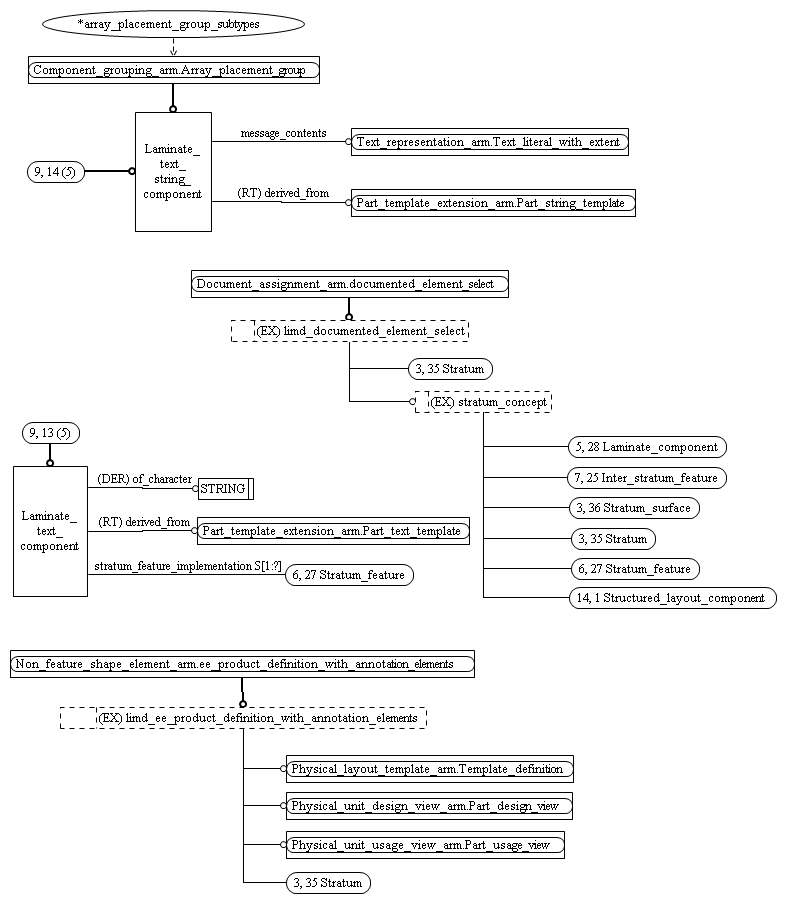 *array_placement_group_subtypes
Component_grouping_arm.Array_placement_group
message_contents
Text_representation_arm.Text_literal_with_extent
Laminate_
text_
string_
component
9, 14 (5)
(RT) derived_from
Part_template_extension_arm.Part_string_template
Document_assignment_arm.documented_element_select
(EX) limd_documented_element_select
3, 35 Stratum
(EX) stratum_concept
9, 13 (5)
5, 28 Laminate_component
7, 25 Inter_stratum_feature
3, 36 Stratum_surface
3, 35 Stratum
6, 27 Stratum_feature
14, 1 Structured_layout_component
(DER) of_character
STRING
Laminate_
text_
component
(RT) derived_from
Part_template_extension_arm.Part_text_template
stratum_feature_implementation S[1:?]
6, 27 Stratum_feature
Non_feature_shape_element_arm.ee_product_definition_with_annotation_elements
(EX) limd_ee_product_definition_with_annotation_elements
Physical_layout_template_arm.Template_definition
Physical_unit_design_view_arm.Part_design_view
Physical_unit_usage_view_arm.Part_usage_view
3, 35 Stratum